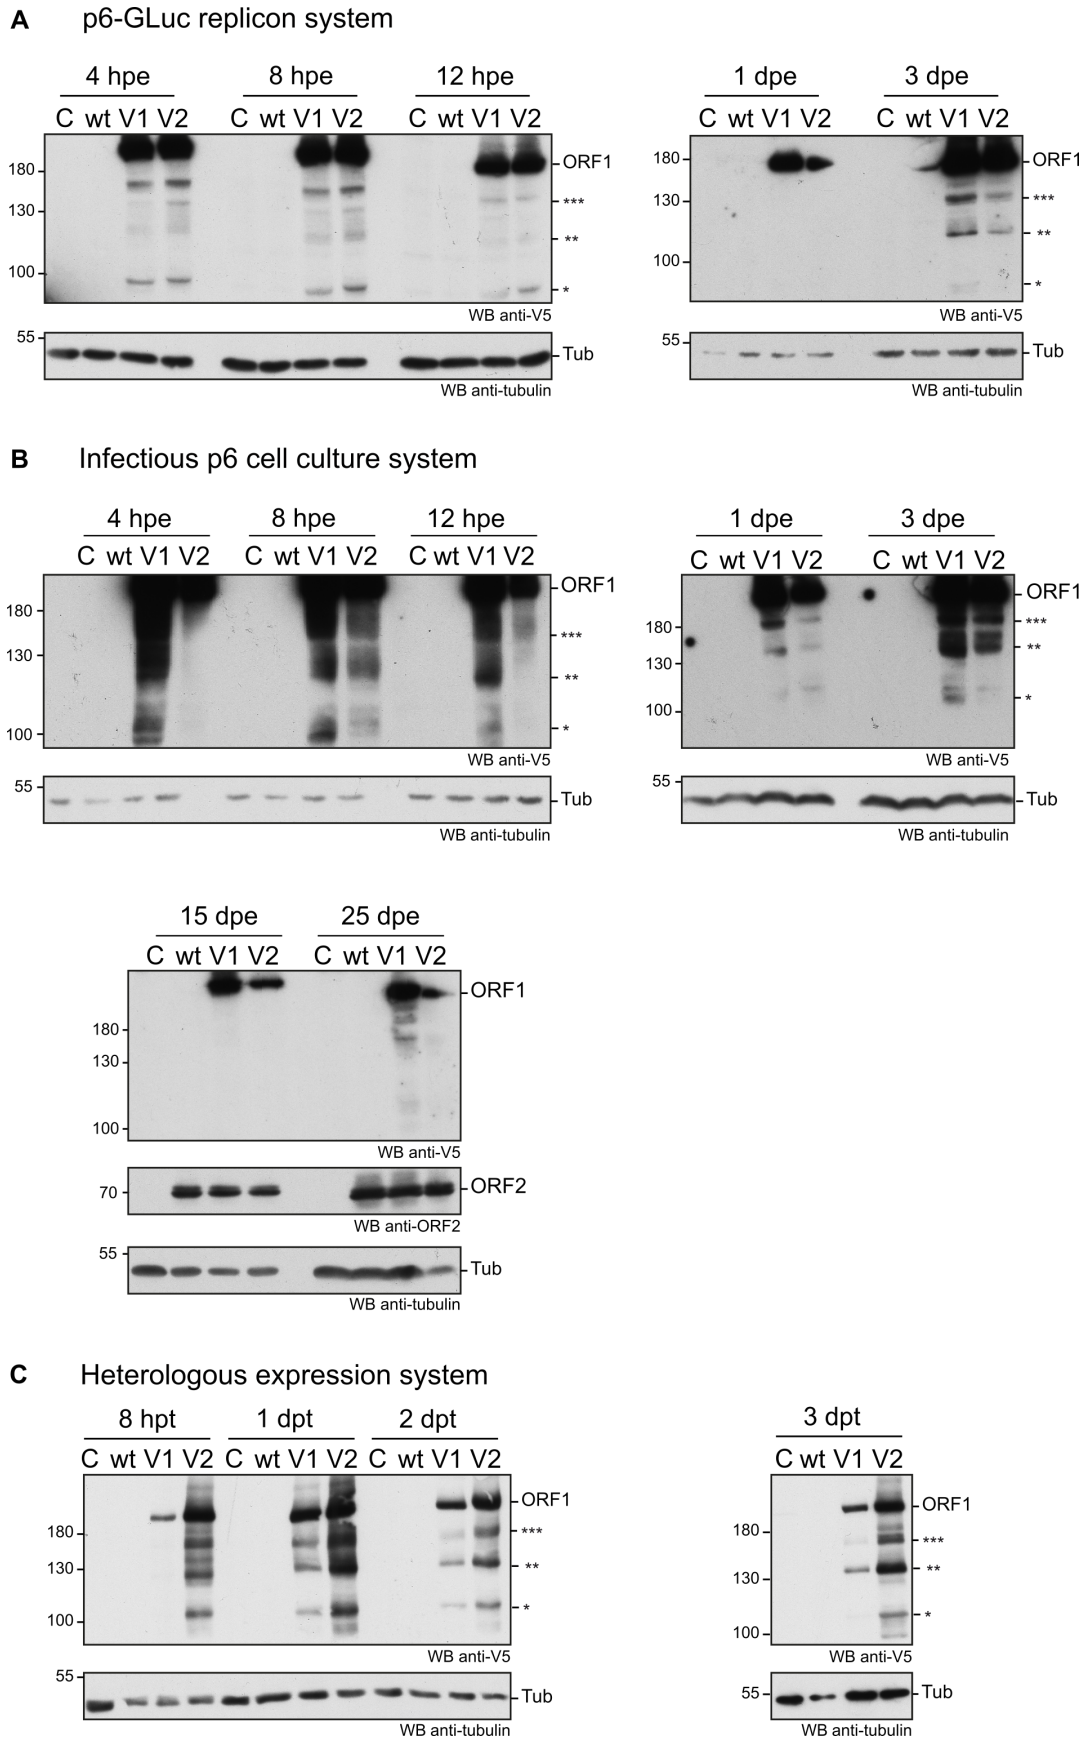 A p6-GLuc replicon system
4 hpe 8 hpe 12 hpe 1 dpe 3 dpe
C wt V1 V2 C wt V1 V2 C wt V1 V2 C wt V1 V2 C wt V1 V2
180 ORF1 180 ORF1
130 *** 130 ***
** **
100 * 100 *
WB anti-V5 WB anti-V5
55 Tub 55 Tub
WB anti-tubulin WB anti-tubulin
B Infectious p6 cell culture system
4 hpe 8 hpe 12 hpe 1 dpe 3 dpe
C wt V1 V2 C wt V1 V2 C wt V1 V2 C wt V1 V2 C wt V1 V2
ORF1 ORF1
180 *** 180 ***
130 ** 130 **
100 * 100 *
WB anti-V5 WB anti-V5
55 Tub 55 Tub
WB anti-tubulin WB anti-tubulin
15 dpe 25 dpe
C wt V1 V2 C wt V1 V2
ORF1
180
130
100
WB anti-V5
70 ORF2
WB anti-ORF2
55 Tub
WB anti-tubulin
C Heterologous expression system
8 hpt 1 dpt 2 dpt 3 dpt
C wt V1 V2 C wt V1 V2 C wt V1 V2 C wt V1 V2
ORF1 ORF1
180 *** 180 ***
130 ** 130 **
100 * 100 *
WB anti-V5 WB anti-V5
55 Tub 55 Tub
WB anti-tubulin WB anti-tubulin